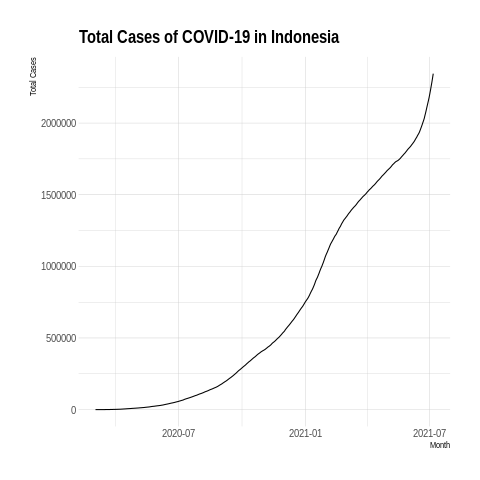 Total Cases of COVID-19 in Indonesia
Total Cases
2000000
1500000
1000000
500000
0
2020-07 2021-01 2021-07
Month